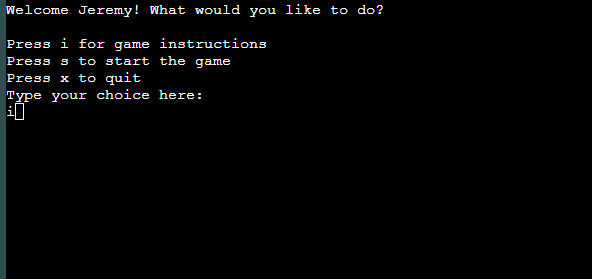 Welcome Jeremy! What would you like to do?
Press i for game instructions
Press s to start the game
Press x to quit
Type your choice here:
i